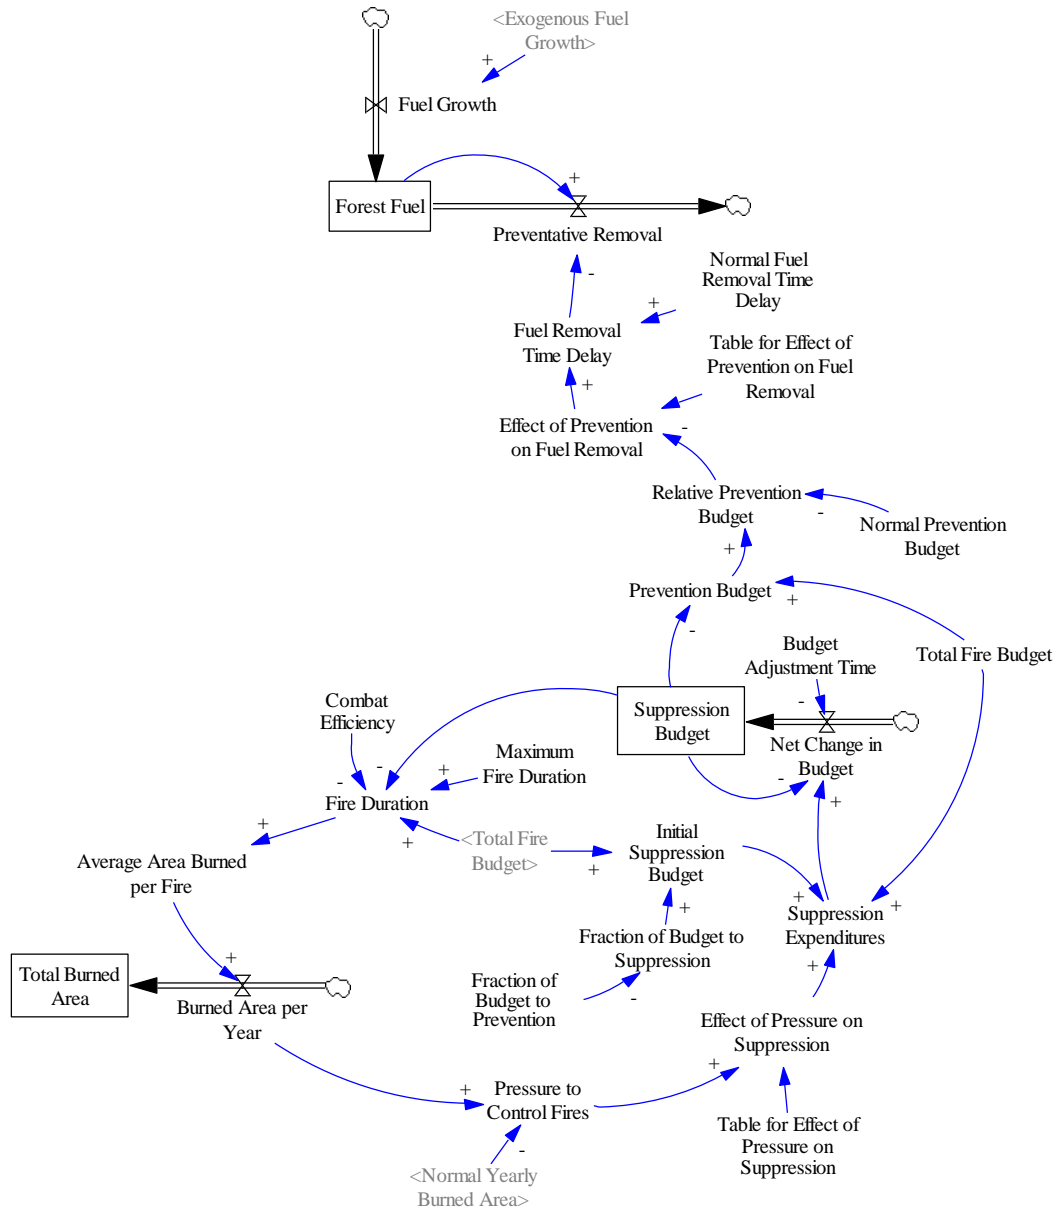 <Exogenous Fuel
Growth>
+
Fuel Growth
+
Forest Fuel
Preventative Removal
-
Normal Fuel
Removal Time
Delay
+
Fuel Removal
Time Delay
Table for Effect of
Prevention on Fuel
Removal
+
Effect of Prevention
on Fuel Removal
-
Relative Prevention
Budget
-
Normal Prevention
Budget
+
Prevention Budget
+
-
Budget
Adjustment Time
Total Fire Budget
-
Suppression
Budget
Net Change in
Budget
-
+
Combat
Efficiency
-
-
Maximum
Fire Duration
+
Fire Duration
+
+
<Total Fire
Budget>
+
Initial
Suppression
Budget
+
+
Average Area Burned
per Fire
+
Suppression
Expenditures
+
Fraction of Budget to
Suppression
-
Fraction of
Budget to
Prevention
+
Total Burned
Area
Burned Area per
Year
Effect of Pressure on
Suppression
+
+
Pressure to
Control Fires
-
<Normal Yearly
Burned Area>
Table for Effect of
Pressure on
Suppression